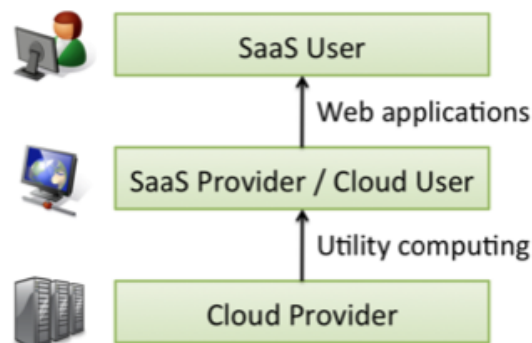 SaaS User
Web applications
SaaS Provider / Cloud User
Utility computing
Cloud Provider